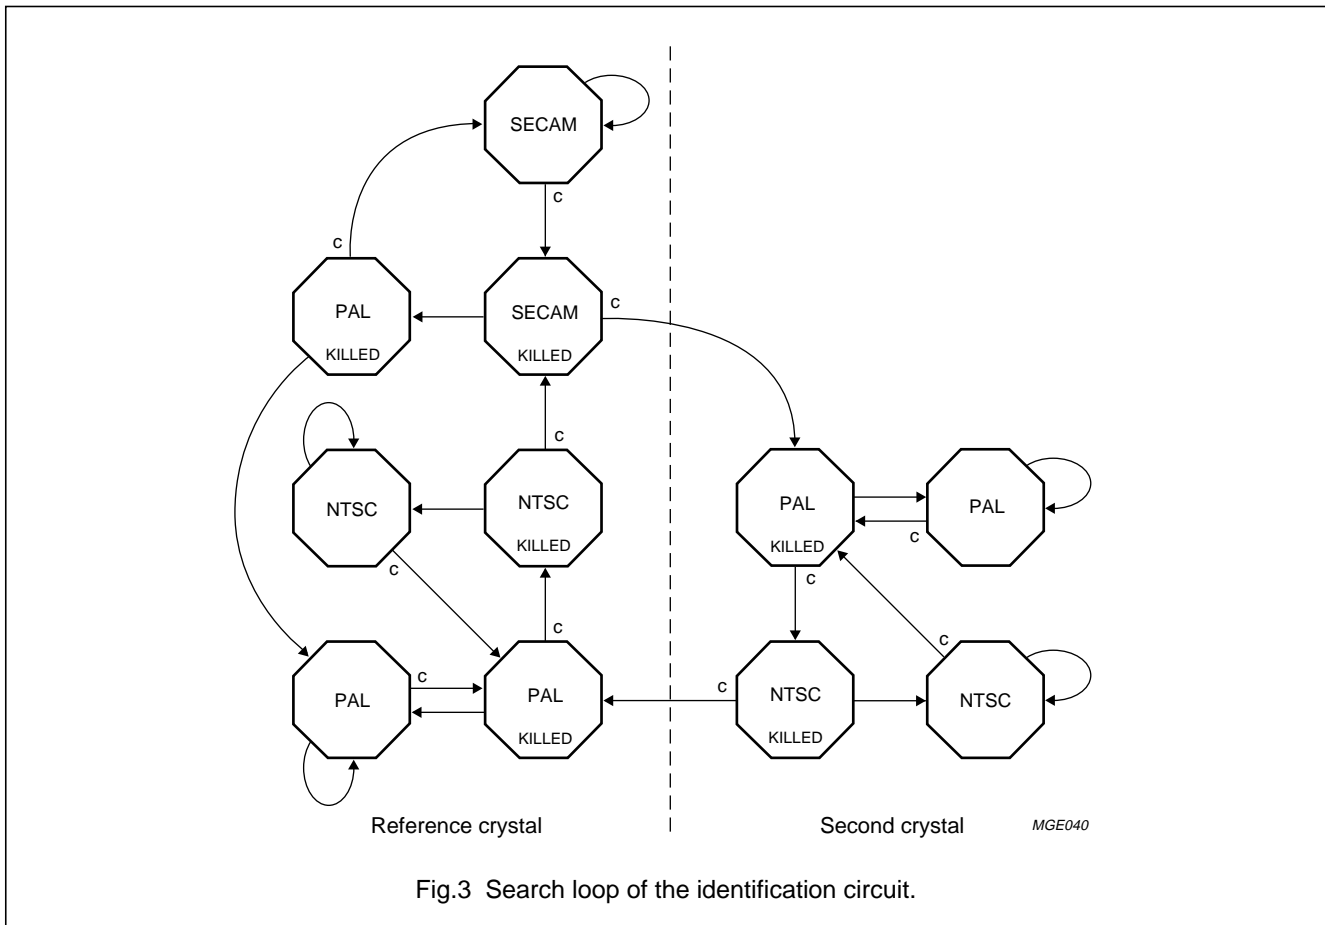 SECAM
c
c
PAL
KILLED
SECAM
KILLED
c
c
NTSC
NTSC
KILLED
c
PAL
KILLED
PAL
c
c
c
PAL
c
PAL
KILLED
c
NTSC
KILLED
c
NTSC
Reference crystal
Second crystal
MGE040
Fig.3 Search loop of the identification circuit.